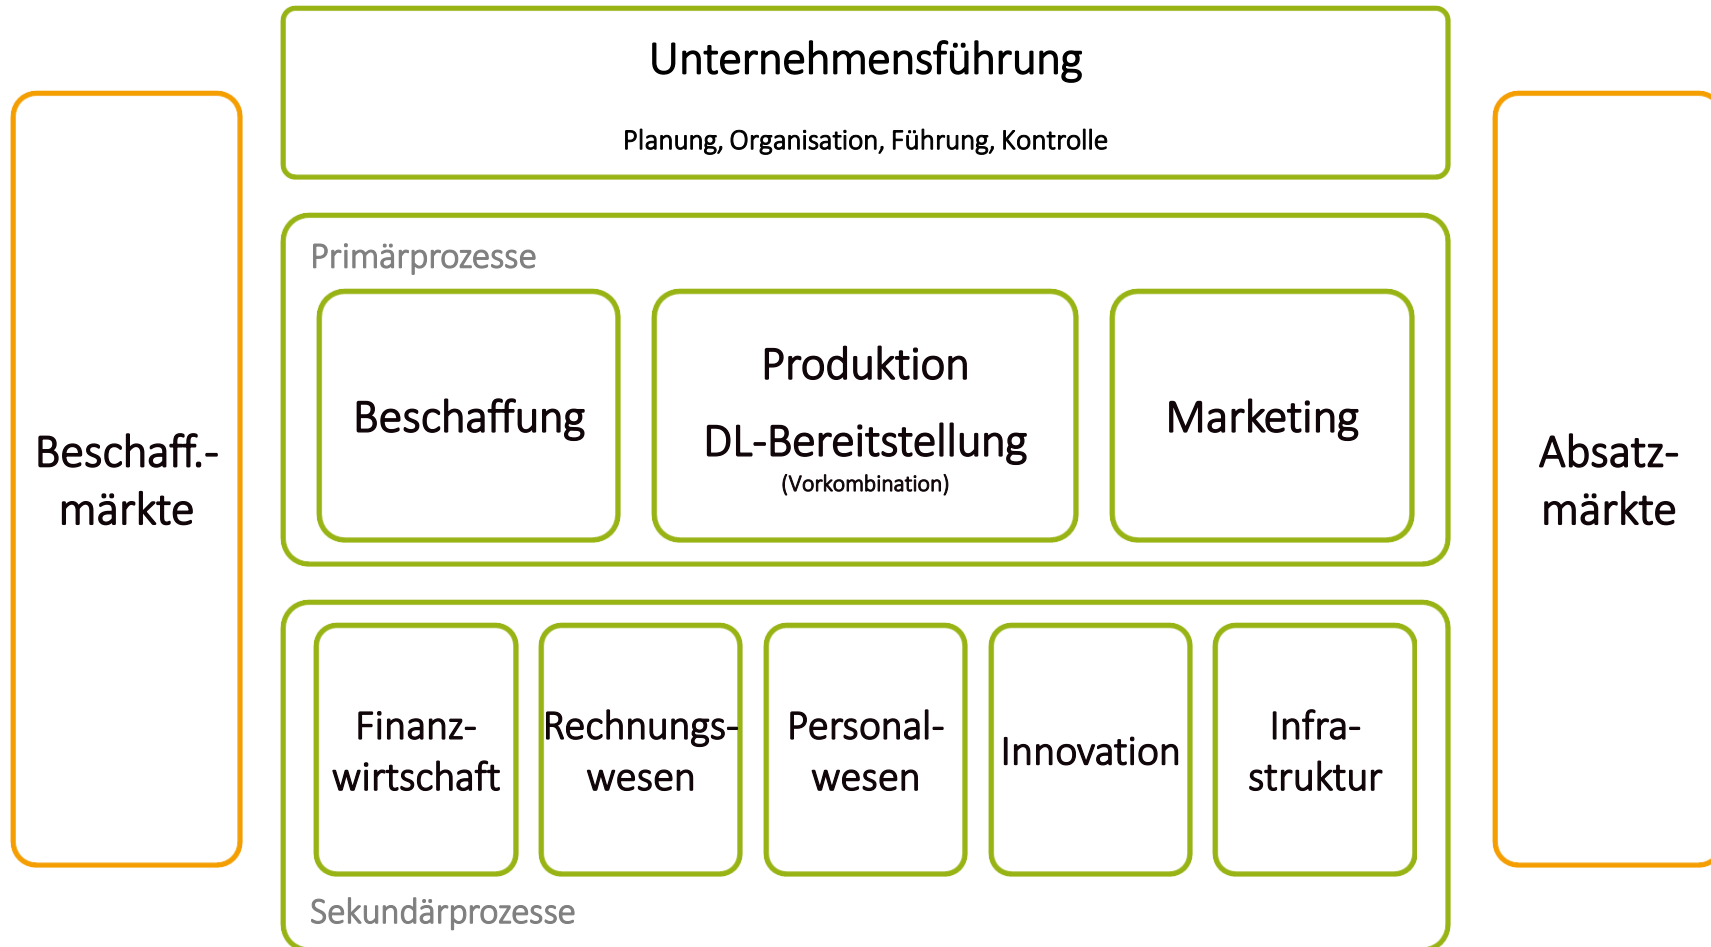 Unternehmensführung
Planung, Organisation, Führung, Kontrolle
Beschaff.-
märkte
Primärprozesse
Beschaffung
Produktion
DL-Bereitstellung
(Vorkombination)
Marketing
Absatz-
märkte
Finanz-
wirtschaft
Rechnungs-
wesen
Personal-
wesen
Innovation
Infra-
struktur
Sekundärprozesse